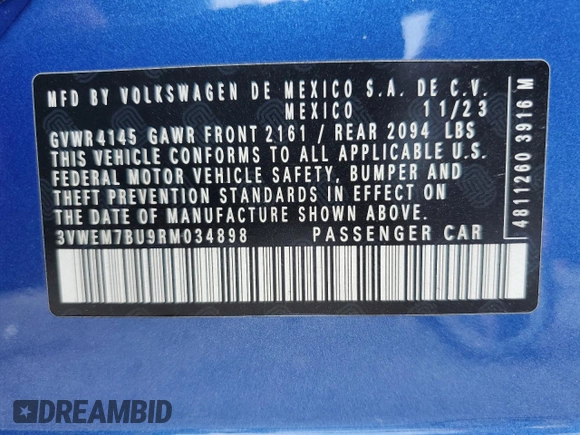 MFD BY VOLKSWAGEN DE MEXICO S.A. DE C.V.
MEXICO 11/23
GVWR4145 GAWR FRONT 2161 / REAR 2094 LBS
THIS VEHICLE CONFORMS TO ALL APPLICABLE U.S.
FEDERAL MOTOR VEHICLE SAFETY, BUMPER AND
THEFT PREVENTION STANDARDS IN EFFECT ON
THE DATE OF MANUFACTURE SHOWN ABOVE.
3VWEM7BU9RM034898 PASSENGER CAR
4811260 3916 M
DREAMBID